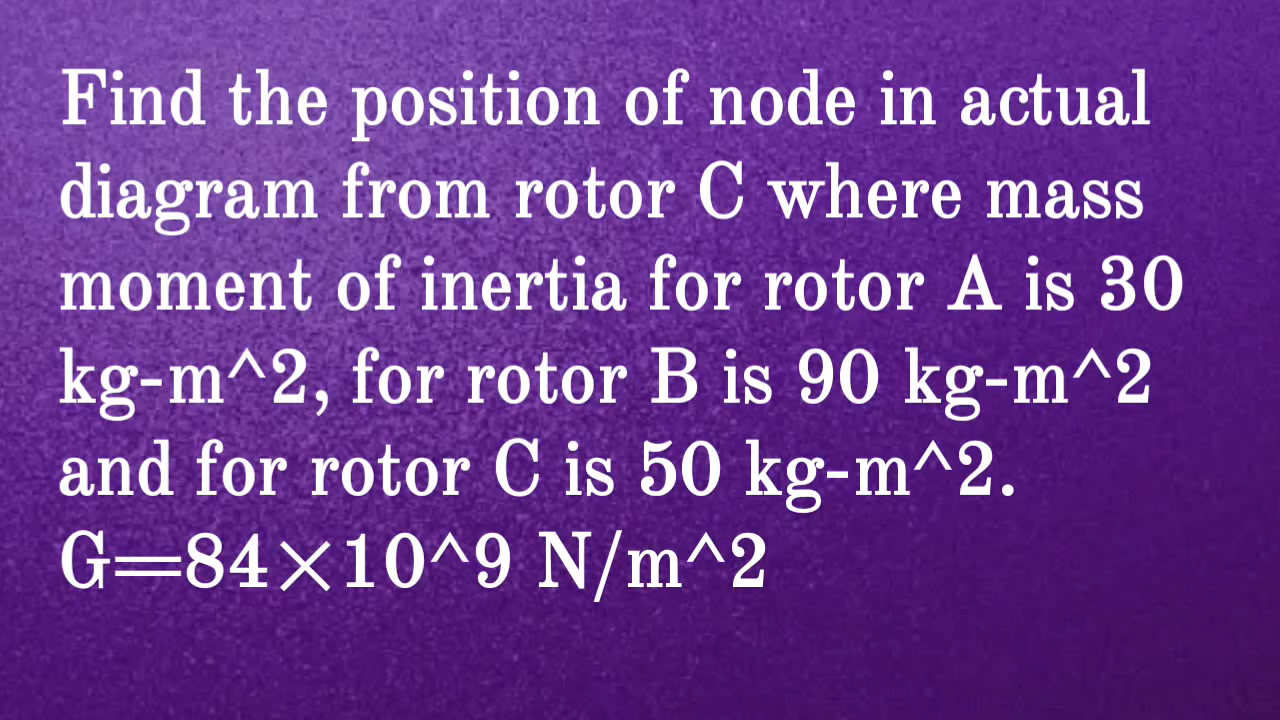 Find the position of node in actual
diagram from rotor C where mass
moment of inertia for rotor A is 30
kg-m^2, for rotor B is 90 kg-m^2
and for rotor C is 50 kg-m^2.
G=84×10^9 N/m^2